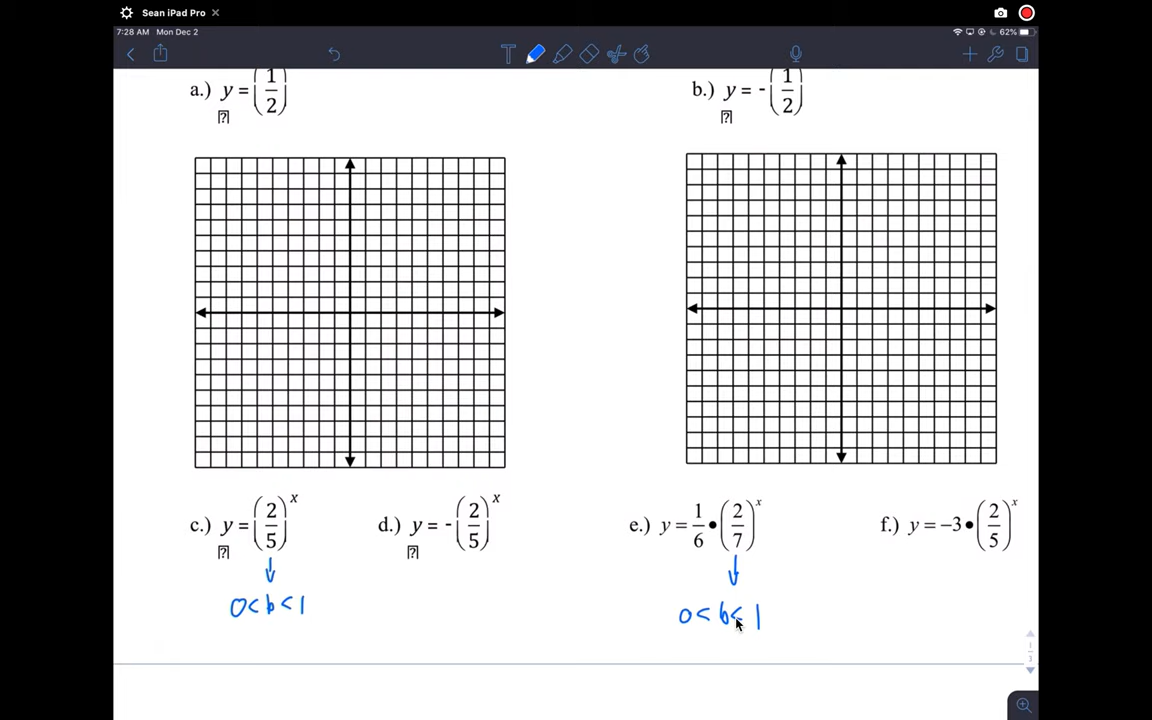 Sean iPad Pro ×
7:28 AM Mon Dec 2 62%
a.) y = (1/2)
b.) y = - (1/2)
c.) y = (2/5)^x
d.) y = - (2/5)^x
e.) y = 1/6 • (2/7)^x
f.) y = −3 • (2/5)^x
0 < b < 1
0 < b < 1